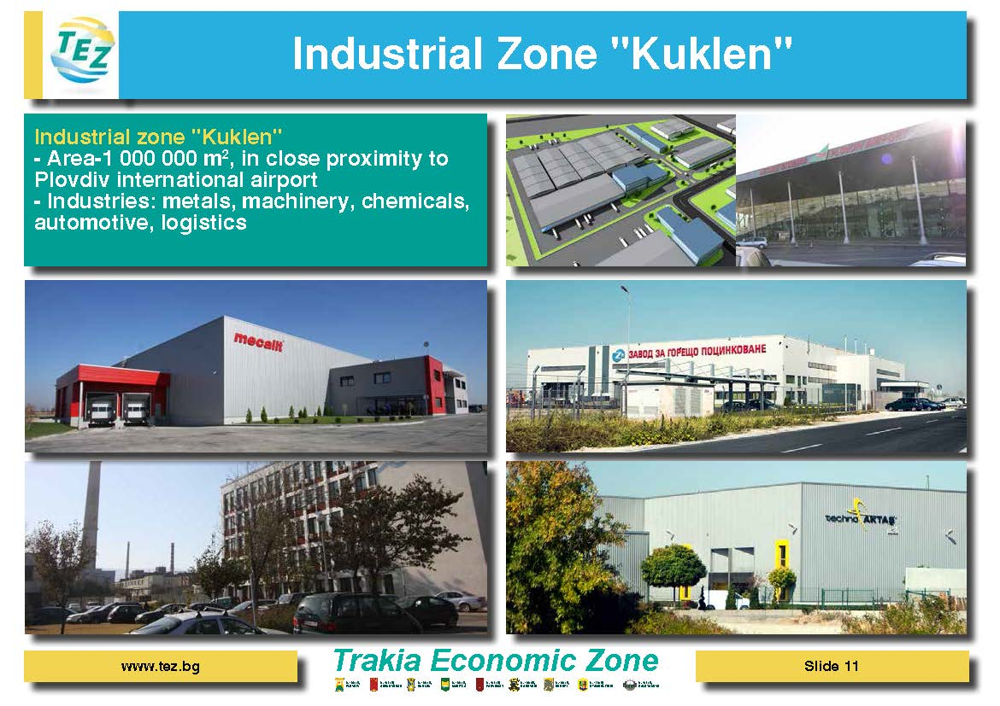 TEZ
Industrial Zone "Kuklen"
Industrial zone "Kuklen"
- Area-1 000 000 m², in close proximity to
Plovdiv international airport
- Industries: metals, machinery, chemicals,
automotive, logistics
mecalit
ЗАВОД ЗА ГОРЕЩО ПОЦИНКОВАНЕ
techno AKTAŞ
www.tez.bg
Trakia Economic Zone
Slide 11